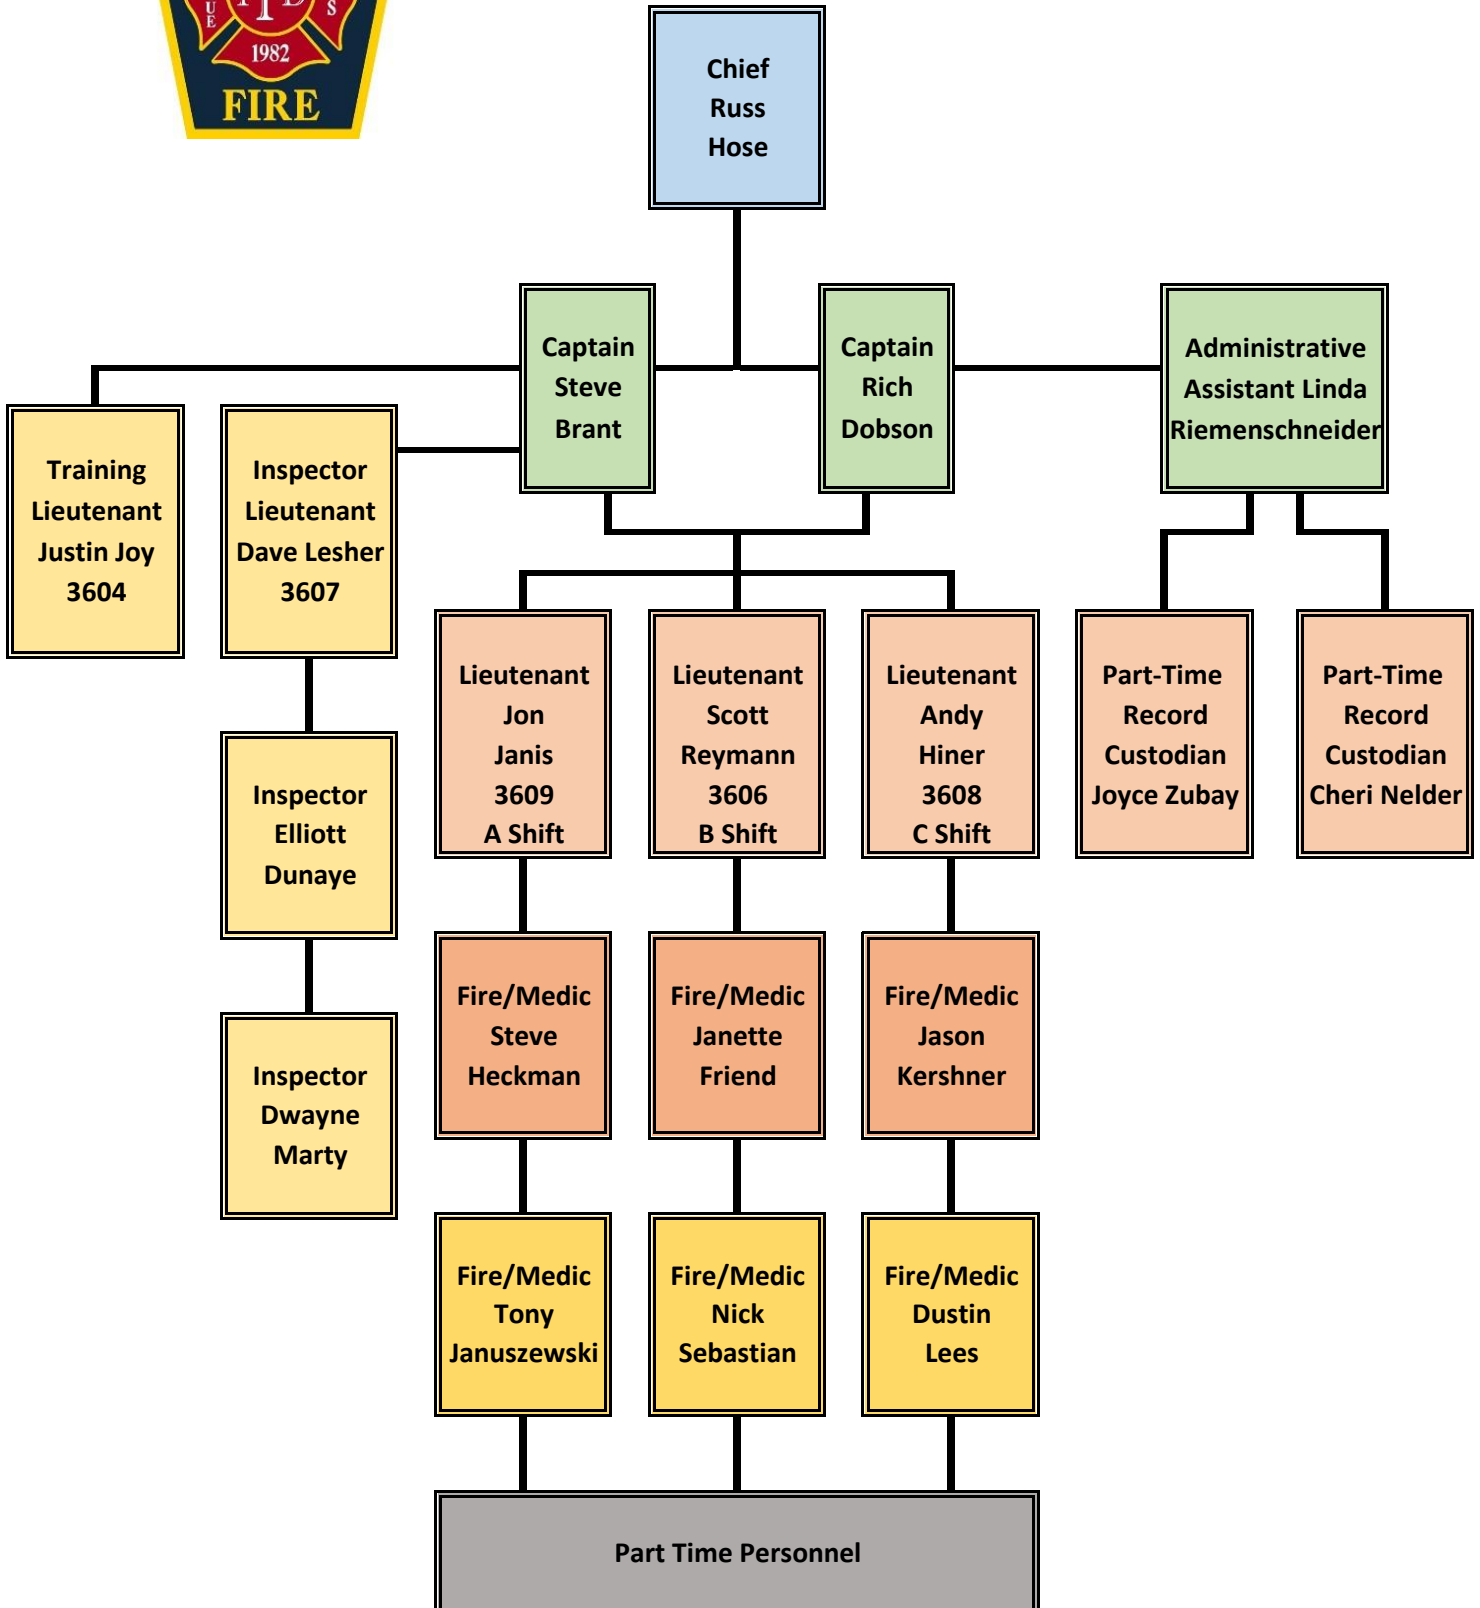 1982
FIRE
Chief
Russ
Hose
Captain
Steve
Brant
Captain
Rich
Dobson
Administrative
Assistant Linda
Riemenschneider
Training
Lieutenant
Justin Joy
3604
Inspector
Lieutenant
Dave Lesher
3607
Lieutenant
Jon
Janis
3609
A Shift
Lieutenant
Scott
Reymann
3606
B Shift
Lieutenant
Andy
Hiner
3608
C Shift
Part-Time
Record
Custodian
Joyce Zubay
Part-Time
Record
Custodian
Cheri Nelder
Inspector
Elliott
Dunaye
Fire/Medic
Steve
Heckman
Fire/Medic
Janette
Friend
Fire/Medic
Jason
Kershner
Inspector
Dwayne
Marty
Fire/Medic
Tony
Januszewski
Fire/Medic
Nick
Sebastian
Fire/Medic
Dustin
Lees
Part Time Personnel